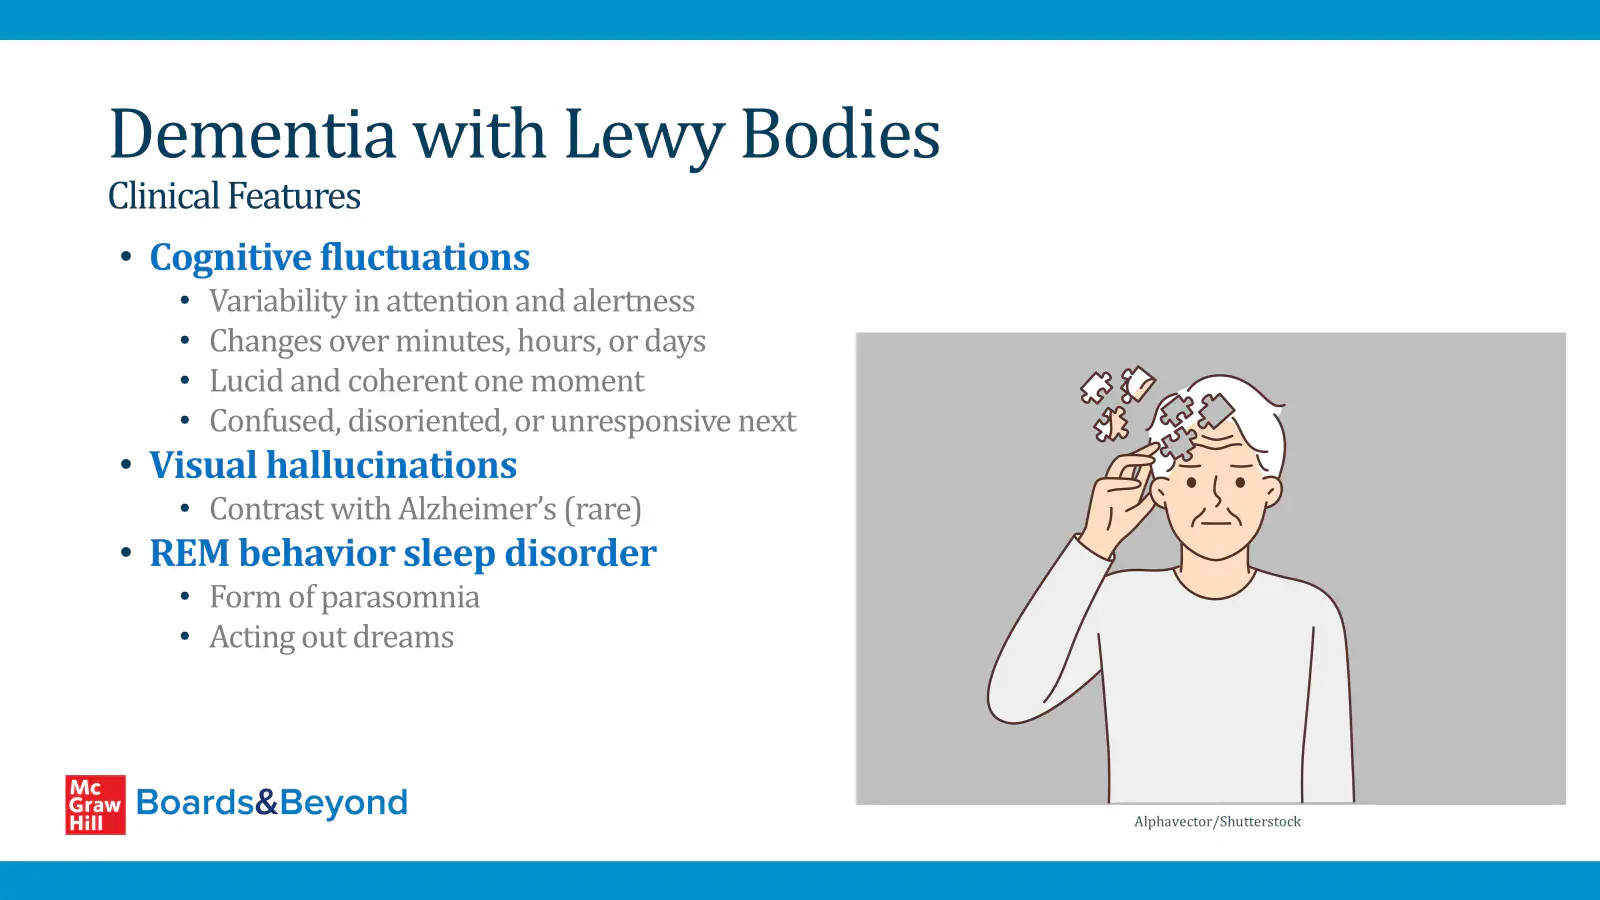 Dementia with Lewy Bodies
Clinical Features
• Cognitive fluctuations
• Variability in attention and alertness
• Changes over minutes, hours, or days
• Lucid and coherent one moment
• Confused, disoriented, or unresponsive next
• Visual hallucinations
• Contrast with Alzheimer’s (rare)
• REM behavior sleep disorder
• Form of parasomnia
• Acting out dreams
Mc
Graw
Hill
Boards&Beyond
Alphavector/Shutterstock